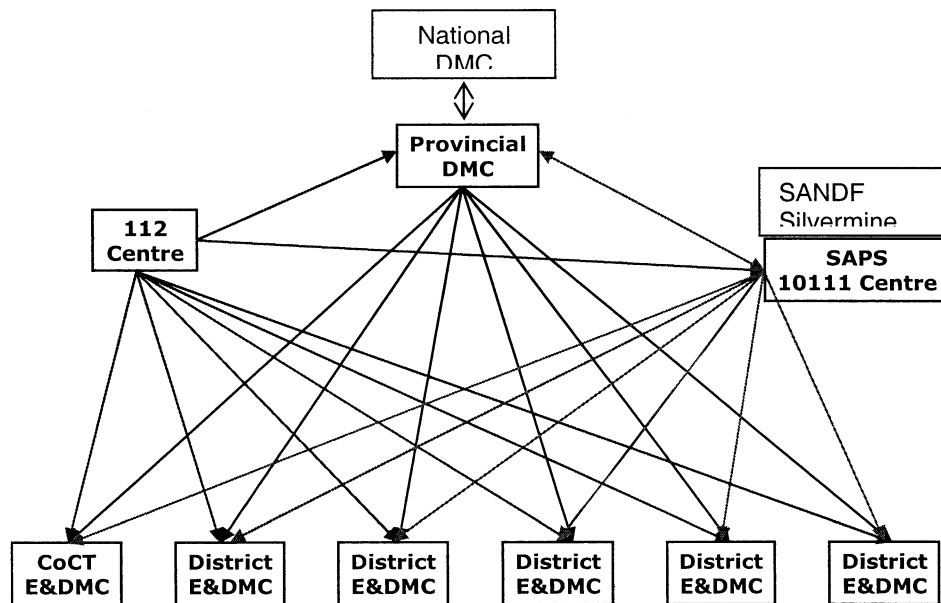 National
DMC
Provincial
DMC
SANDF
Silvermine
112
Centre
SAPS
10111 Centre
CoCT
E&DMC
District
E&DMC
District
E&DMC
District
E&DMC
District
E&DMC
District
E&DMC